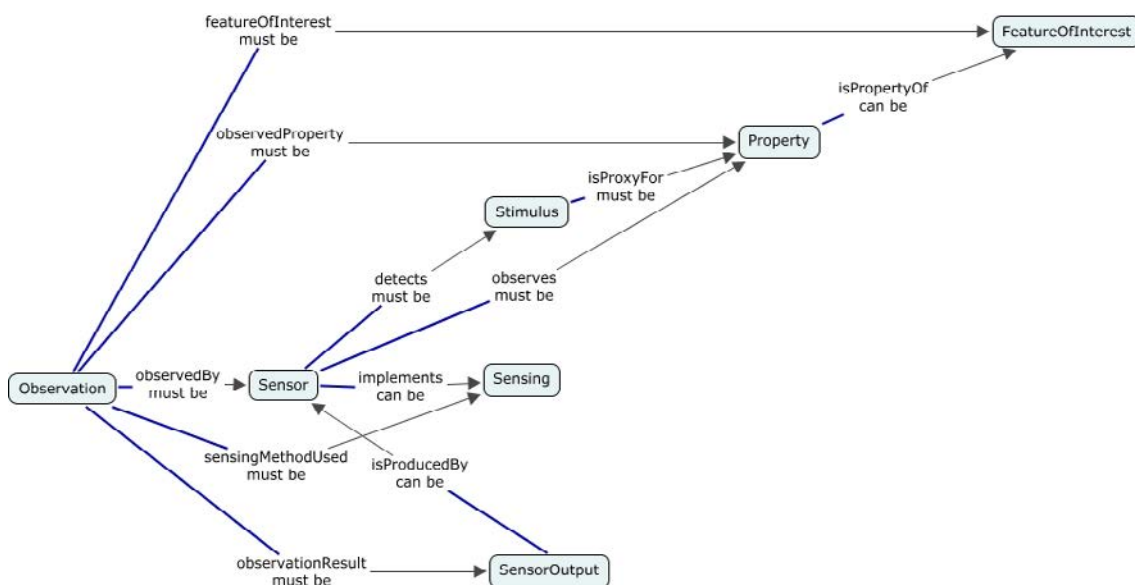 featureOfInterest
must be
FeatureOfInterest
isPropertyOf
can be
observedProperty
must be
Property
isProxyFor
must be
Stimulus
detects
must be
observes
must be
Observation
observedBy
must be
Sensor
implements
can be
Sensing
sensingMethodUsed
must be
isProducedBy
can be
observationResult
must be
SensorOutput